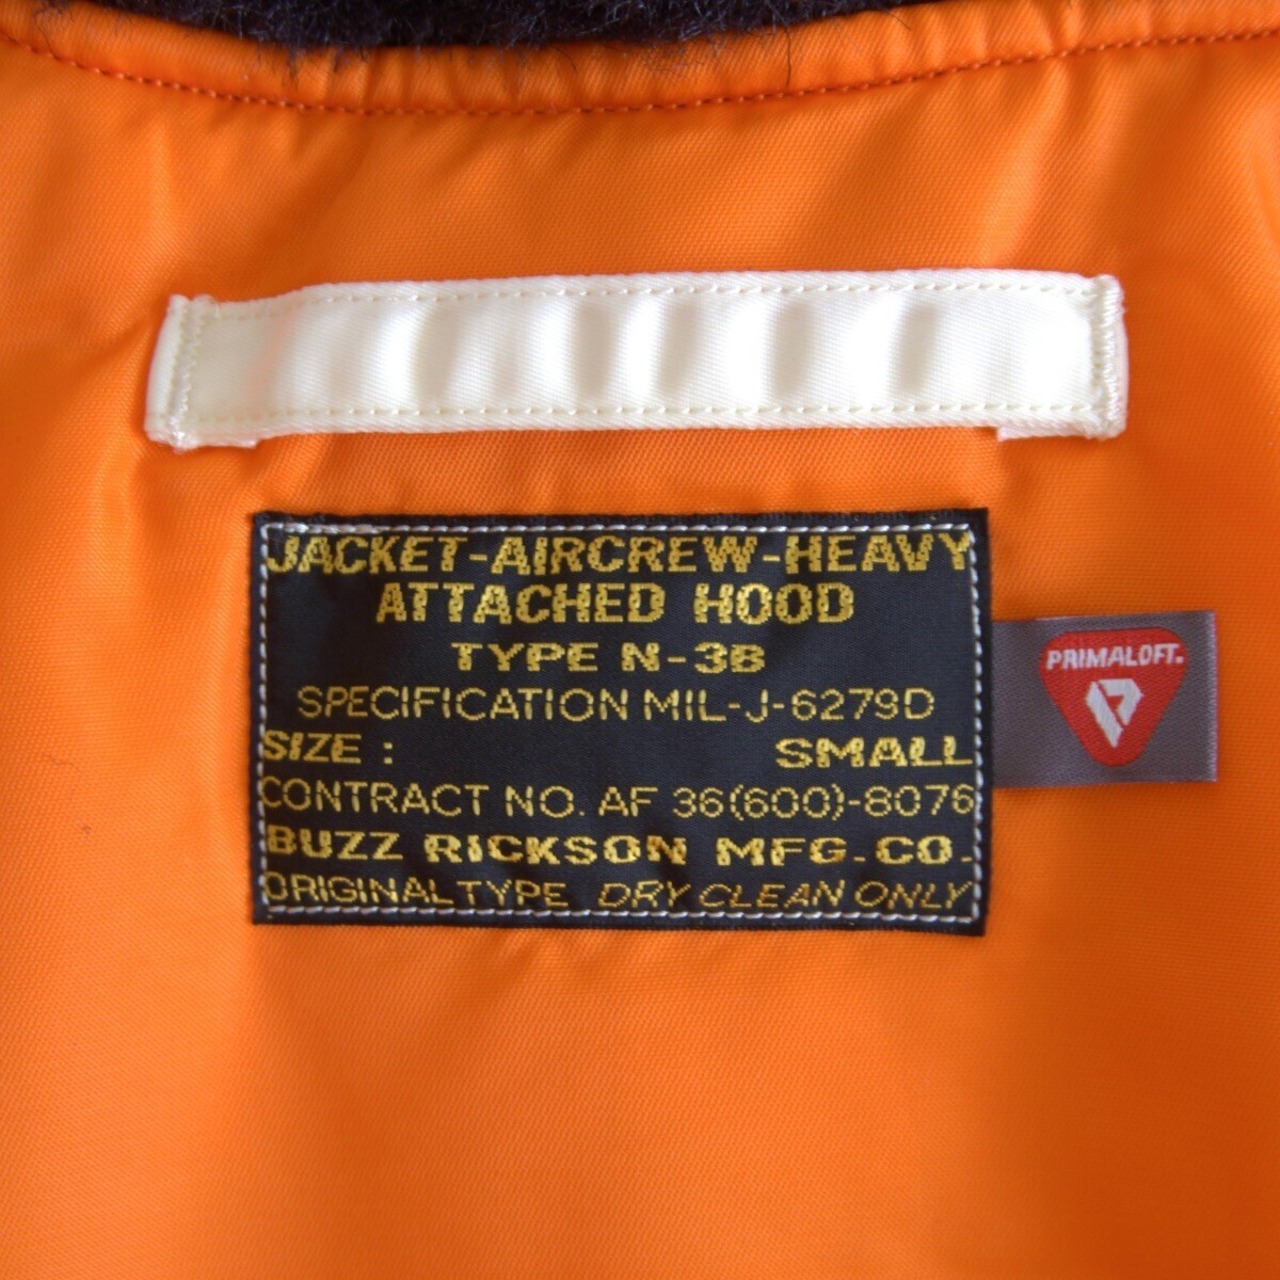 JACKET-AIRCREW-HEAVY
ATTACHED HOOD
TYPE N-3B
SPECIFICATION MIL-J-6279D
SIZE : SMALL
CONTRACT NO. AF 36(600)-8076
BUZZ RICKSON MFG. CO.
ORIGINAL TYPE DRY CLEAN ONLY
PRIMALOFT.